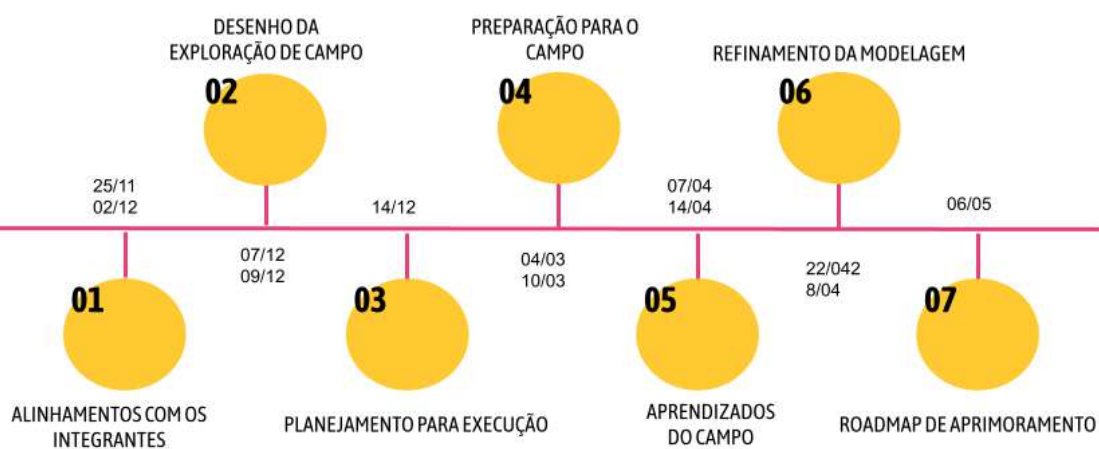 25/11
02/12
01
ALINHAMENTOS COM OS
INTEGRANTES
DESENHO DA
EXPLORAÇÃO DE CAMPO
02
07/12
09/12
14/12
03
PLANEJAMENTO PARA EXECUÇÃO
PREPARAÇÃO PARA O
CAMPO
04
04/03
10/03
07/04
14/04
05
APRENDIZADOS
DO CAMPO
REFINAMENTO DA MODELAGEM
06
22/042
8/04
06/05
07
ROADMAP DE APRIMORAMENTO